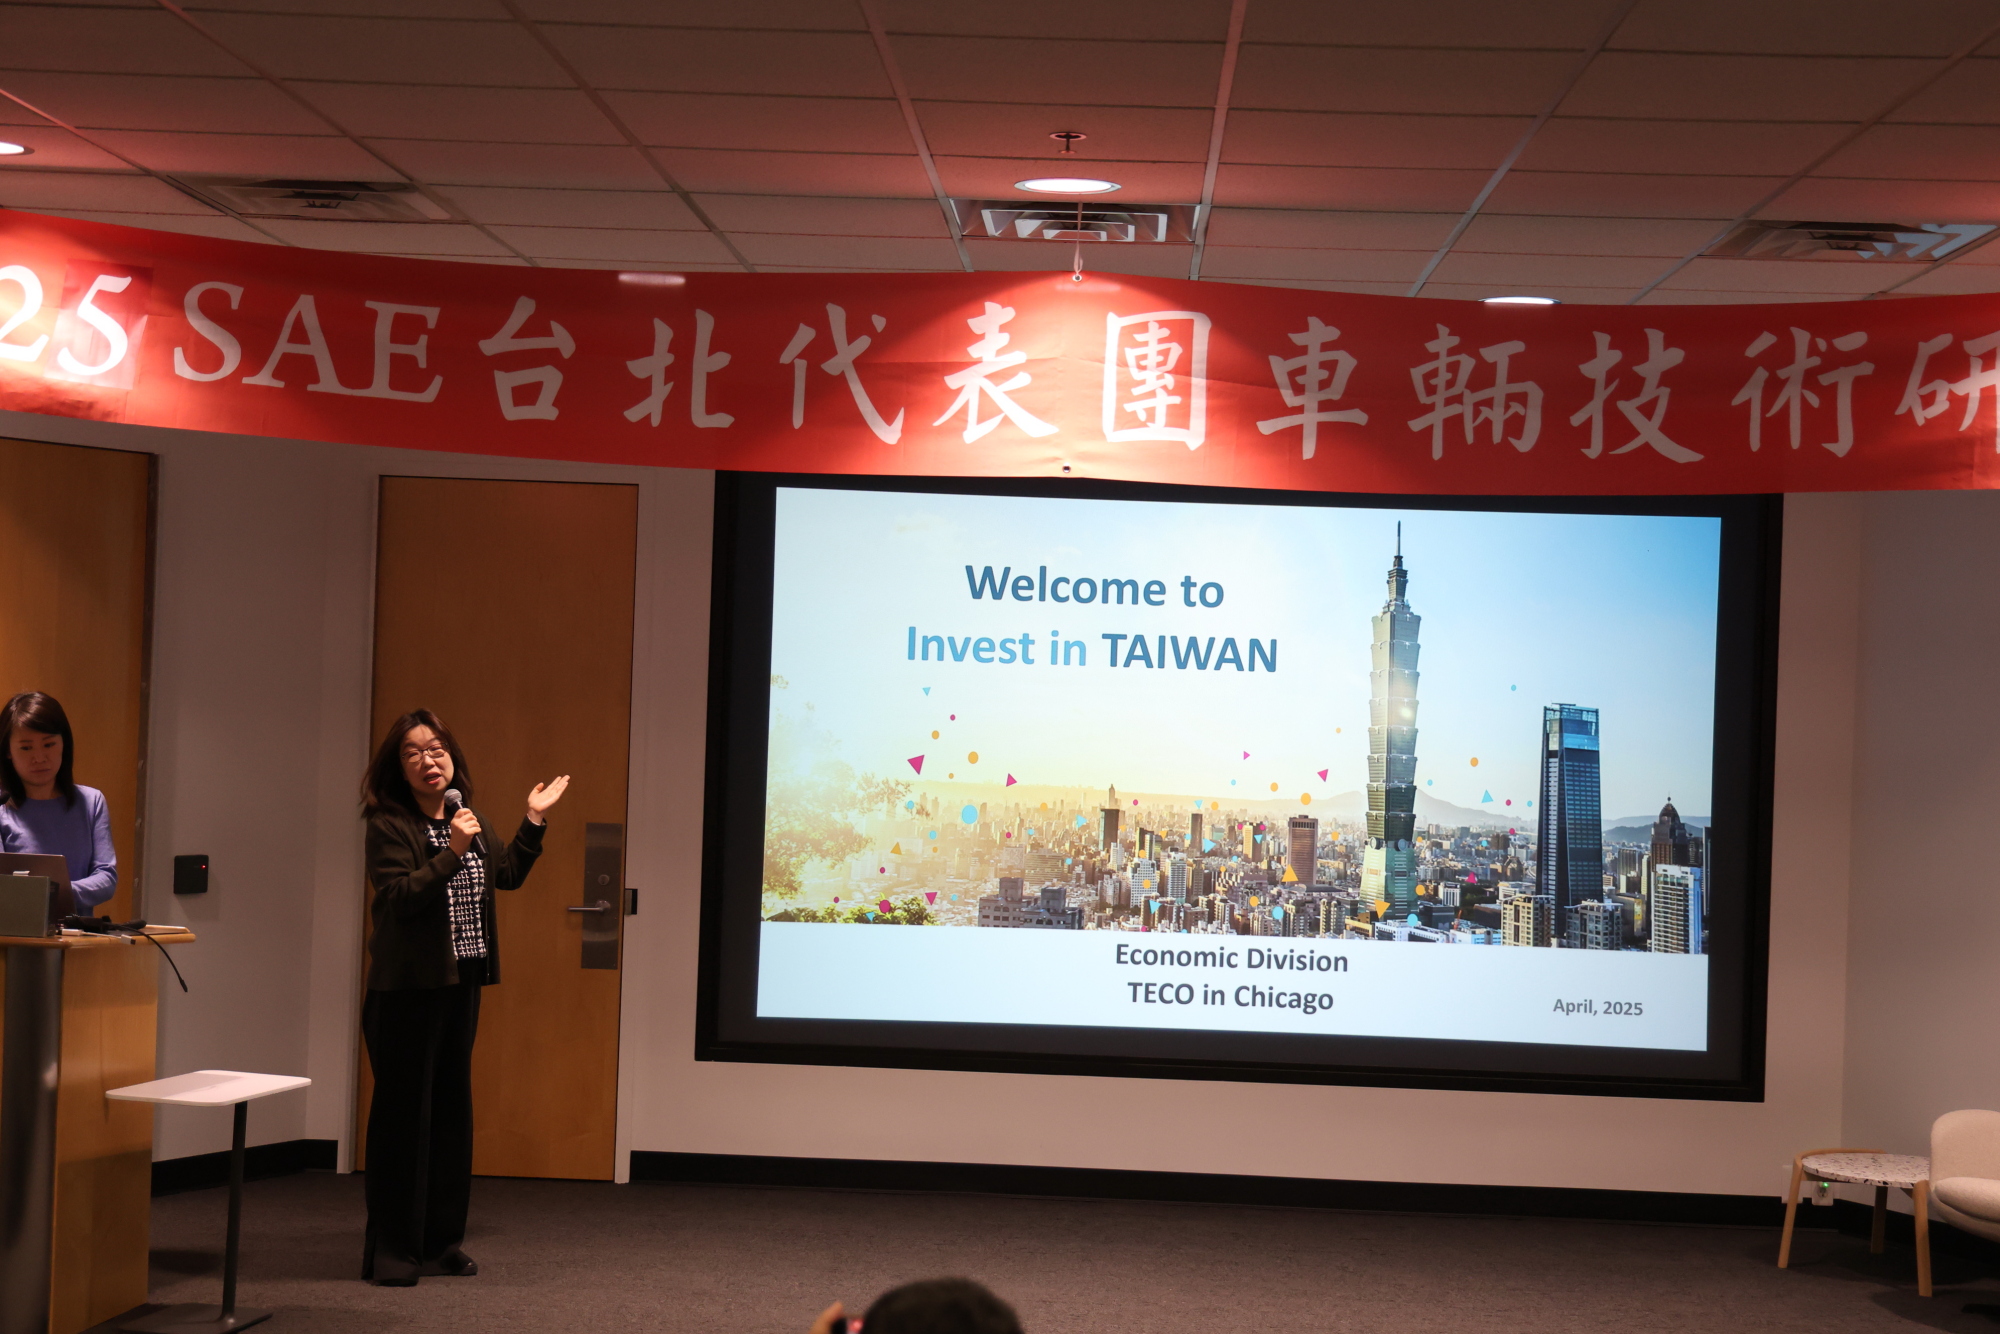 25 SAE台北代表團車輛技術研
Welcome to
Invest in TAIWAN
Economic Division
TECO in Chicago
April, 2025